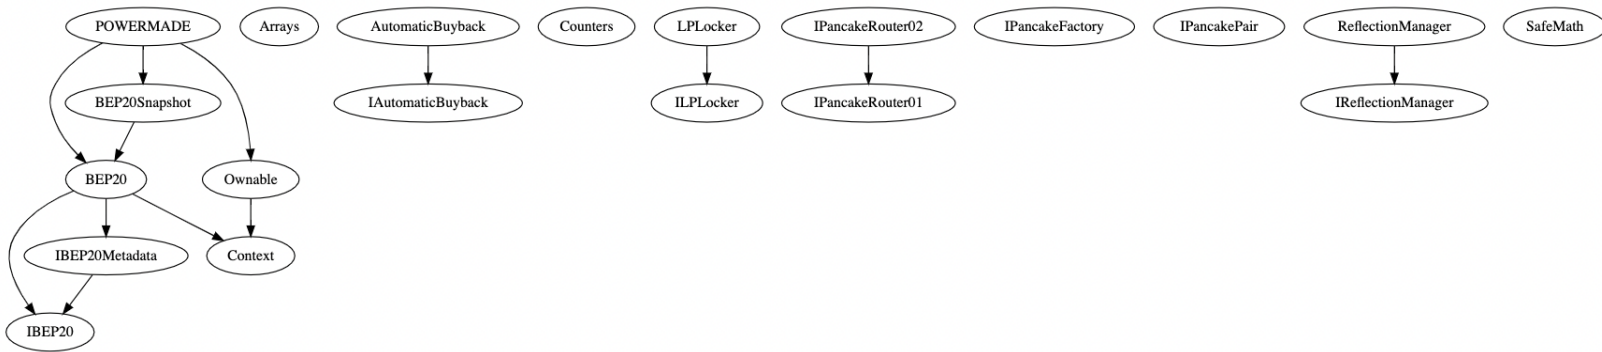 POWERMADE
Arrays
AutomaticBuyback
Counters
LPLocker
IPancakeRouter02
IPancakeFactory
IPancakePair
ReflectionManager
SafeMath
BEP20Snapshot
IAutomaticBuyback
ILPLocker
IPancakeRouter01
IReflectionManager
BEP20
Ownable
IBEP20Metadata
Context
IBEP20